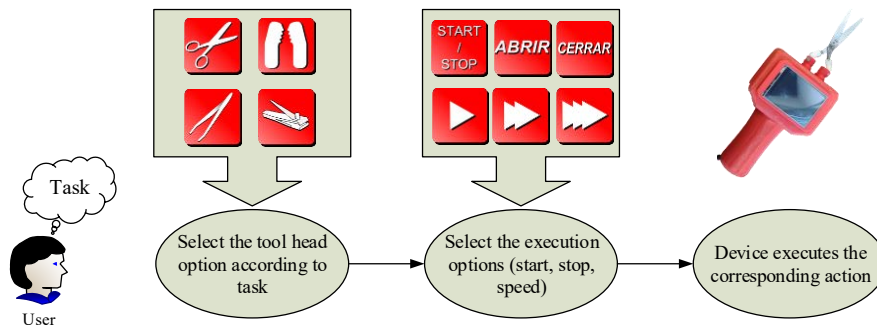 START
/
STOP
ABRIR
CERRAR
Task
User
Select the tool head
option according to
task
Select the execution
options (start, stop,
speed)
Device executes the
corresponding action